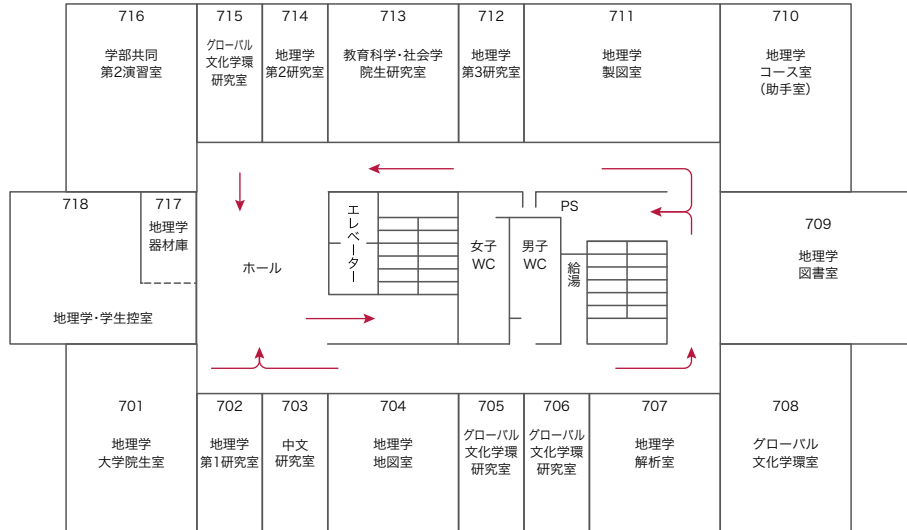 716
学部共同
第2演習室
715
グローバル
文化学環
研究室
714
地理学
第2研究室
713
教育科学・社会学
院生研究室
712
地理学
第3研究室
711
地理学
製図室
710
地理学
コース室
（助手室）
718
地理学・学生控室
717
地理学
器材庫
ホール
エレベーター
女子
WC
男子
WC
PS
給湯
709
地理学
図書室
701
地理学
大学院生室
702
地理学
第1研究室
703
中文
研究室
704
地理学
地図室
705
グローバル
文化学環
研究室
706
グローバル
文化学環
研究室
707
地理学
解析室
708
グローバル
文化学環室